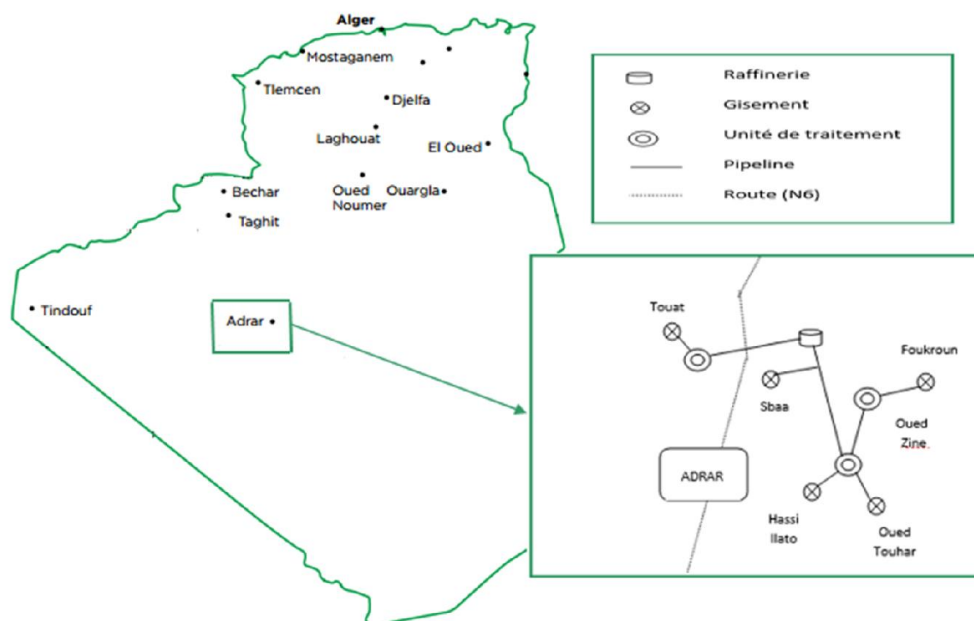 Alger
Mostaganem
Tlemcen
Djelfa
Laghouat
El Oued
Bechar
Oued
Noumer
Ouargla
Taghit
Tindouf
Adrar
Raffinerie
Gisement
Unité de traitement
Pipeline
Route (N6)
Touat
Foukroun
Sbaa
Oued
Zine.
ADRAR
Hassi
Ilato
Oued
Touhar